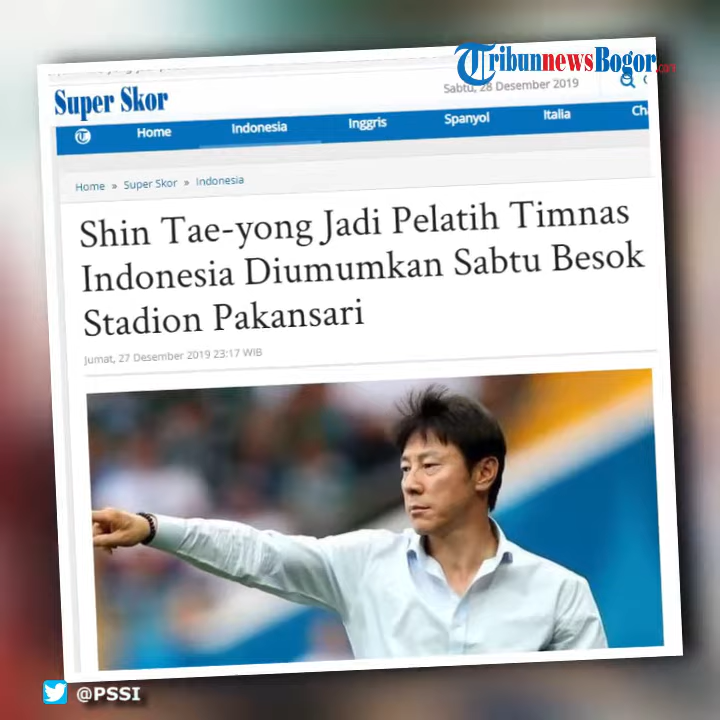 TribunnewsBogor.com
Super Skor
Sabtu, 28 Desember 2019
Home Indonesia Inggris Spanyol Italia
Home » Super Skor » Indonesia
Shin Tae-yong Jadi Pelatih Timnas
Indonesia Diumumkan Sabtu Besok
Stadion Pakansari
Jumat, 27 Desember 2019 23:17 WIB
@PSSI